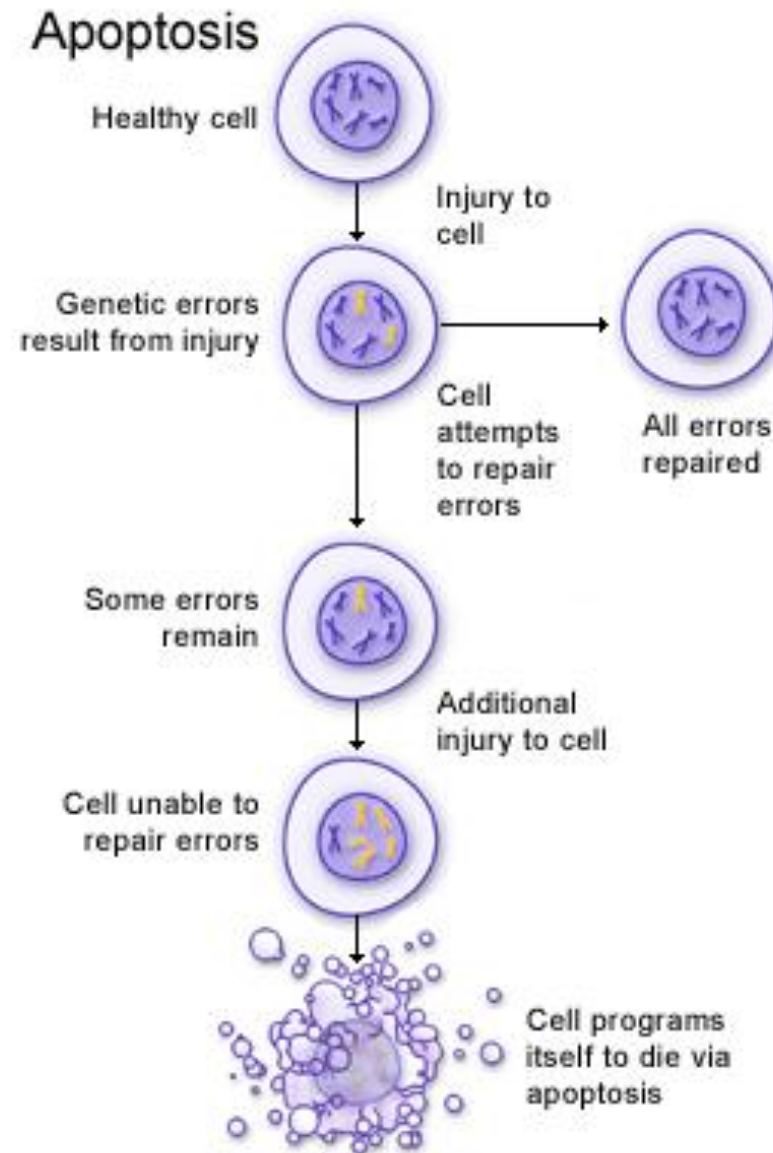 Apoptosis
Healthy cell
Injury to
cell
Genetic errors
result from injury
Cell
attempts
to repair
errors
All errors
repaired
Some errors
remain
Additional
injury to cell
Cell unable to
repair errors
Cell programs
itself to die via
apoptosis